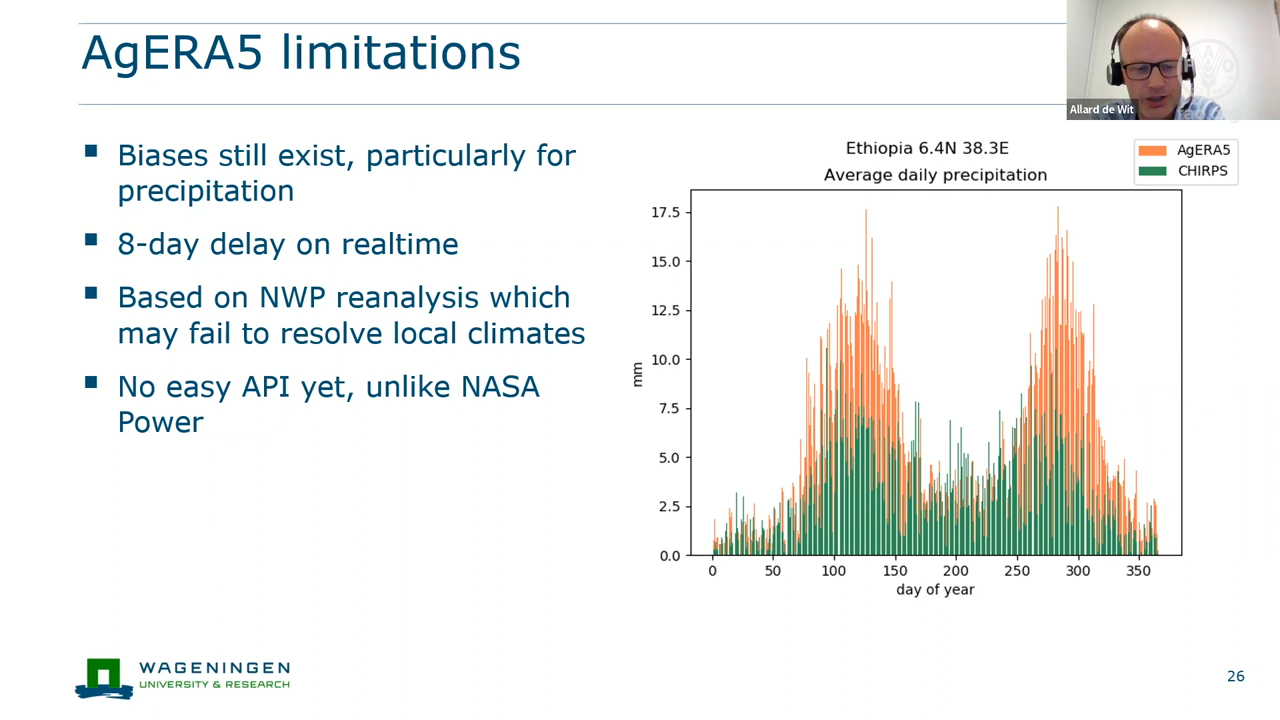 AgERA5 limitations
Allard de Wit
Biases still exist, particularly for
precipitation
8-day delay on realtime
Based on NWP reanalysis which
may fail to resolve local climates
No easy API yet, unlike NASA
Power
Ethiopia 6.4N 38.3E
Average daily precipitation
AgERA5
CHIRPS
17.5
15.0
12.5
10.0
7.5
5.0
2.5
0.0
mm
0 50 100 150 200 250 300 350
day of year
WAGENINGEN
UNIVERSITY & RESEARCH
26